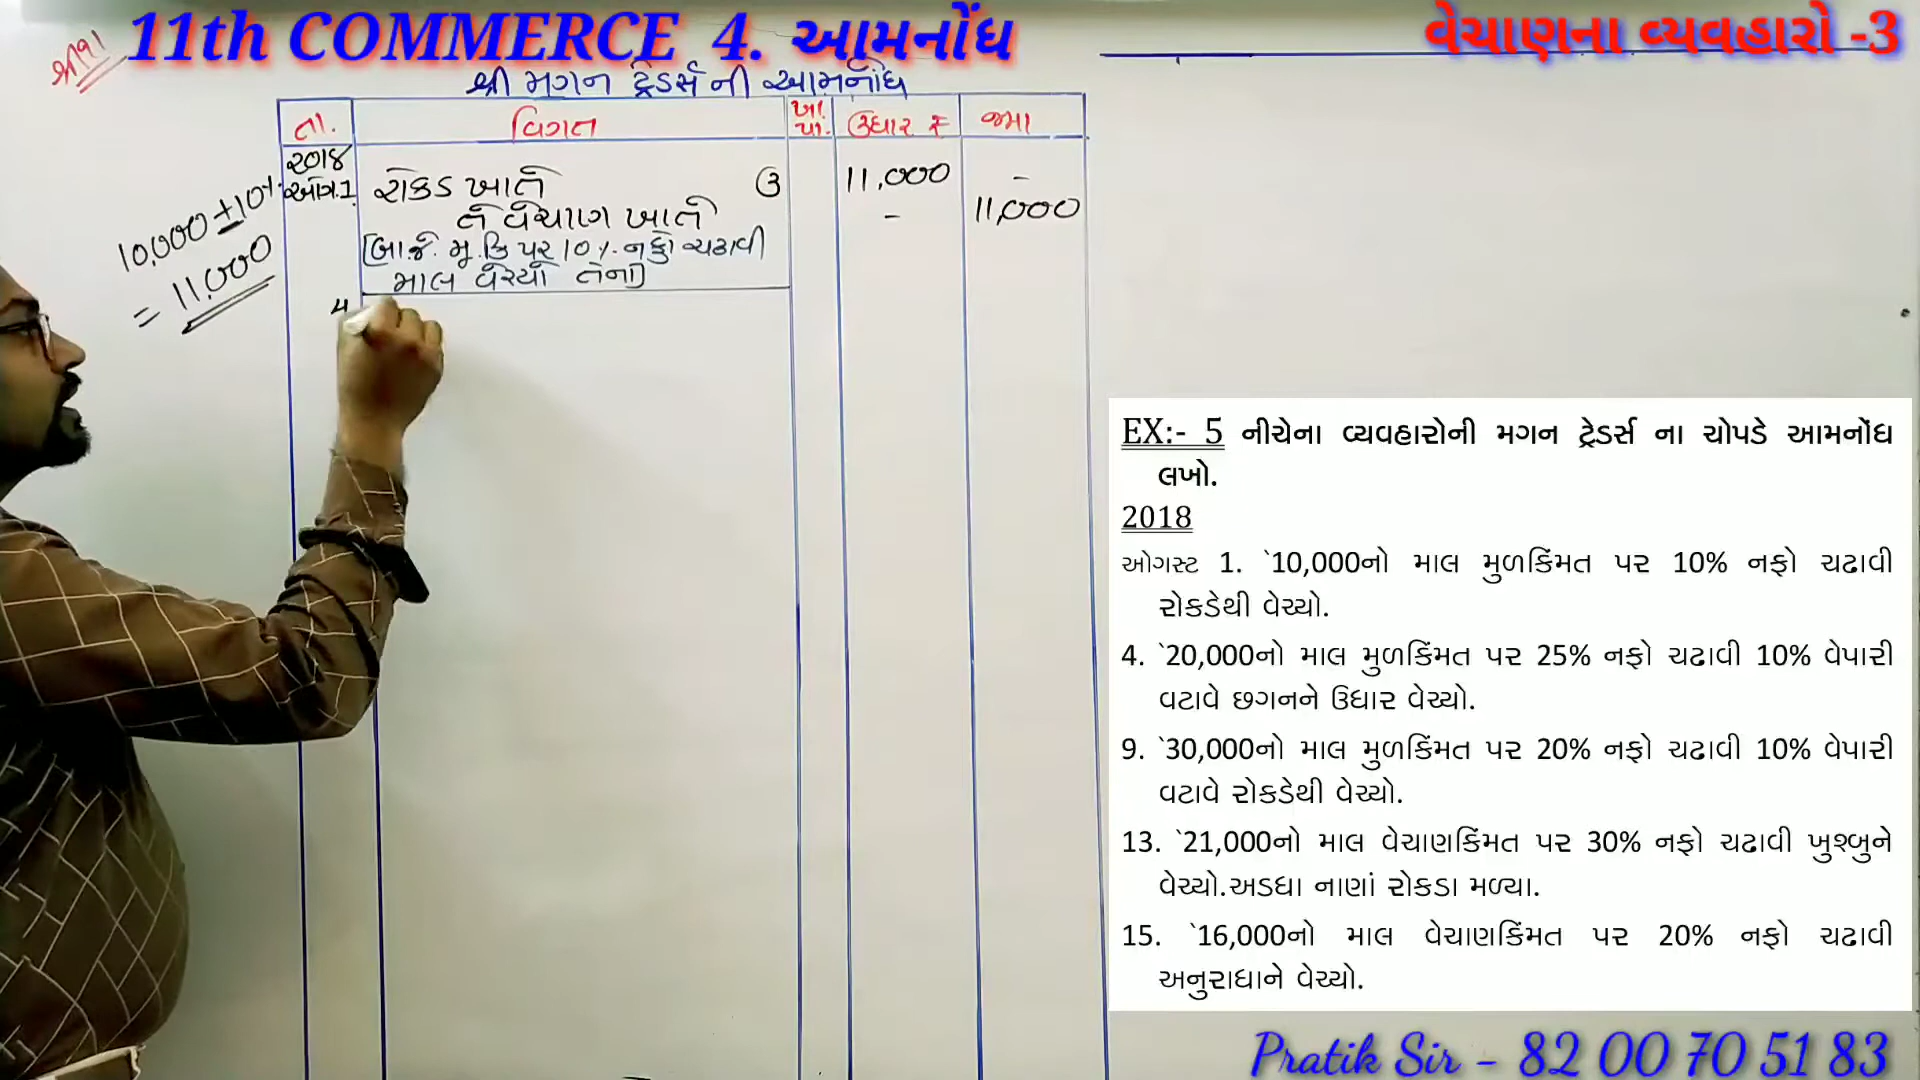 11th COMMERCE 4. આમનોંધ
વેચાણના વ્યવહારો -3
શ્રી ૧ા
શ્રી મગન ટ્રેડર્સ ની આમનોંધ
તા. વિગત ખા. પા. ઉધાર ₹ જમા
૨૦૧૪
ઓગ.1 રોકડ ખાતે ઉ 11,000 -
તે વેચાણ ખાતે - 11,000
[બા.જે. મૂ.કિ પર 10% નફો ચઢાવી
માલ વેચ્યો તેના]
4
10,000 + 10%
= 11,000
EX:- 5 નીચેના વ્યવહારોની મગન ટ્રેડર્સ ના ચોપડે આમનોંધ
લખો.
2018
ઓગસ્ટ 1. `10,000નો માલ મુળકિંમત પર 10% નફો ચઢાવી
રોકડેથી વેચ્યો.
4. `20,000નો માલ મુળકિંમત પર 25% નફો ચઢાવી 10% વેપારી
વટાવે છગનને ઉધાર વેચ્યો.
9. `30,000નો માલ મુળકિંમત પર 20% નફો ચઢાવી 10% વેપારી
વટાવે રોકડેથી વેચ્યો.
13. `21,000નો માલ વેચાણકિંમત પર 30% નફો ચઢાવી ખુશ્બુને
વેચ્યો.અડધા નાણાં રોકડા મળ્યા.
15. `16,000નો માલ વેચાણકિંમત પર 20% નફો ચઢાવી
અનુરાધાને વેચ્યો.
Pratik Sir - 82 00 70 51 83